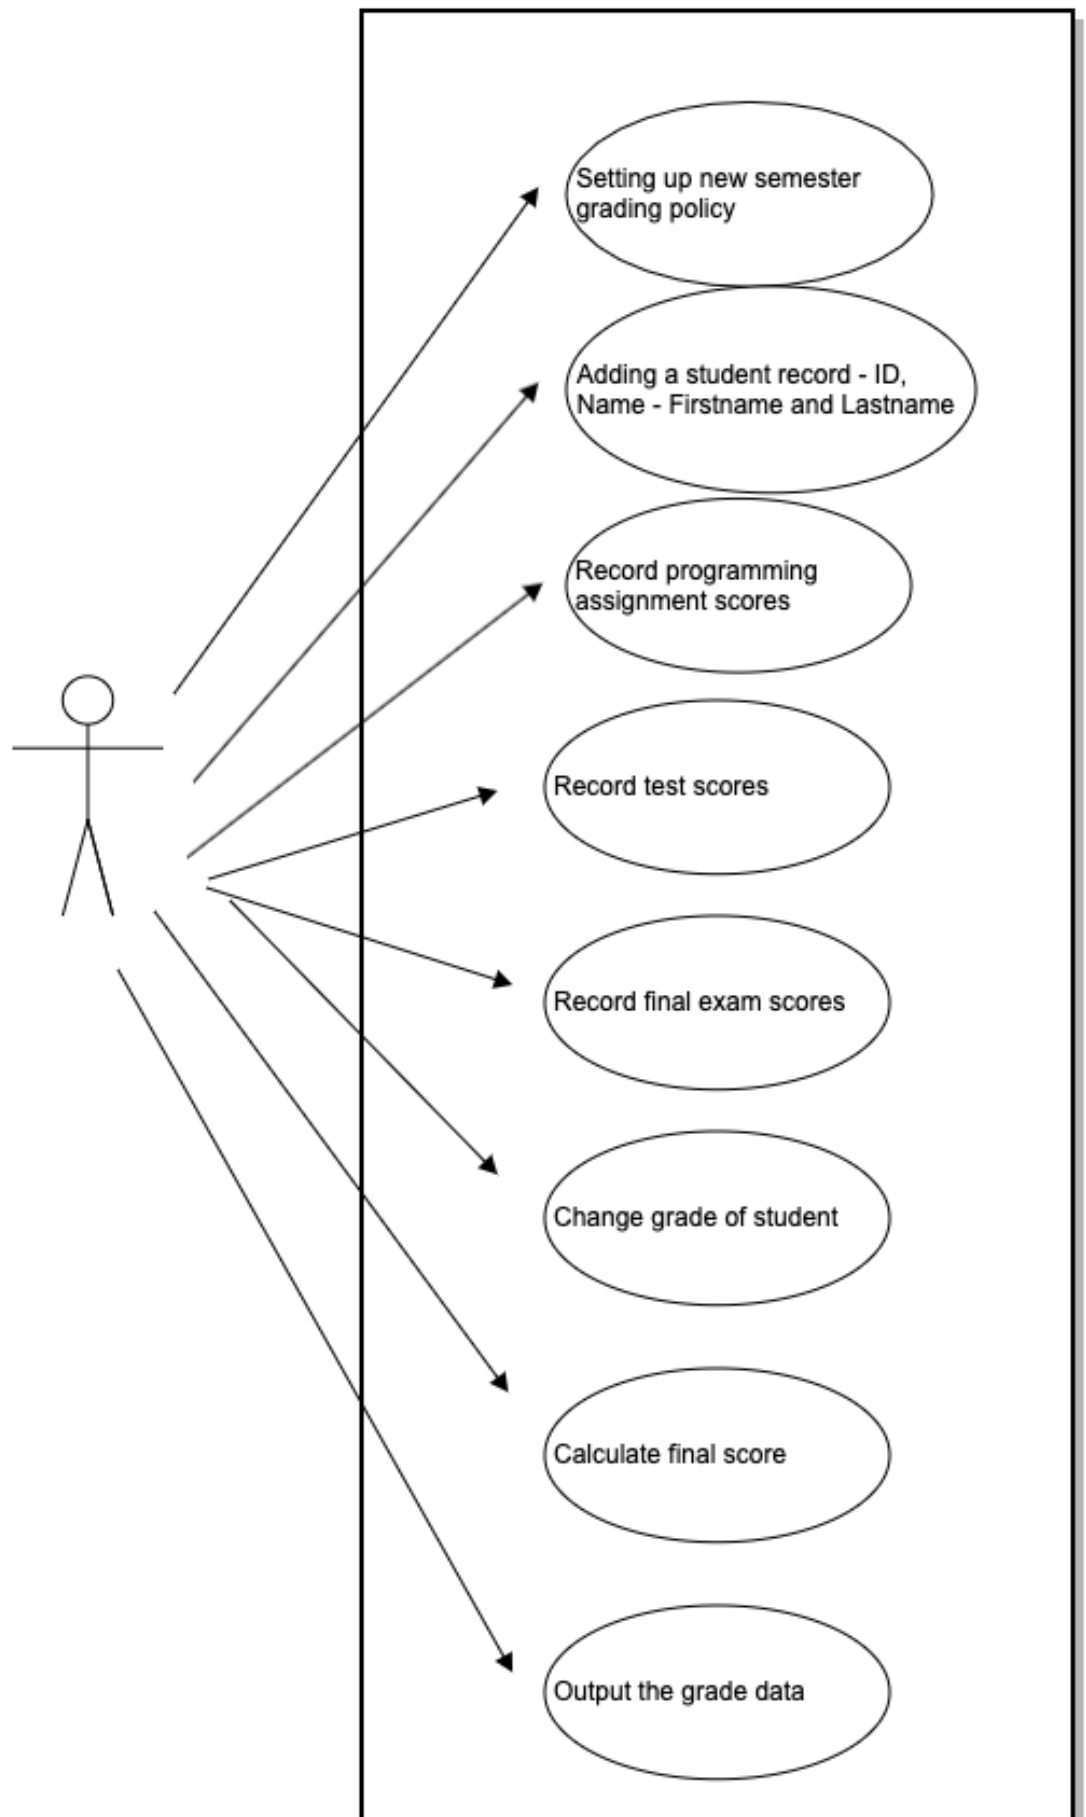 Setting up new semester
grading policy
Adding a student record - ID,
Name - Firstname and Lastname
Record programming
assignment scores
Record test scores
Record final exam scores
Change grade of student
Calculate final score
Output the grade data